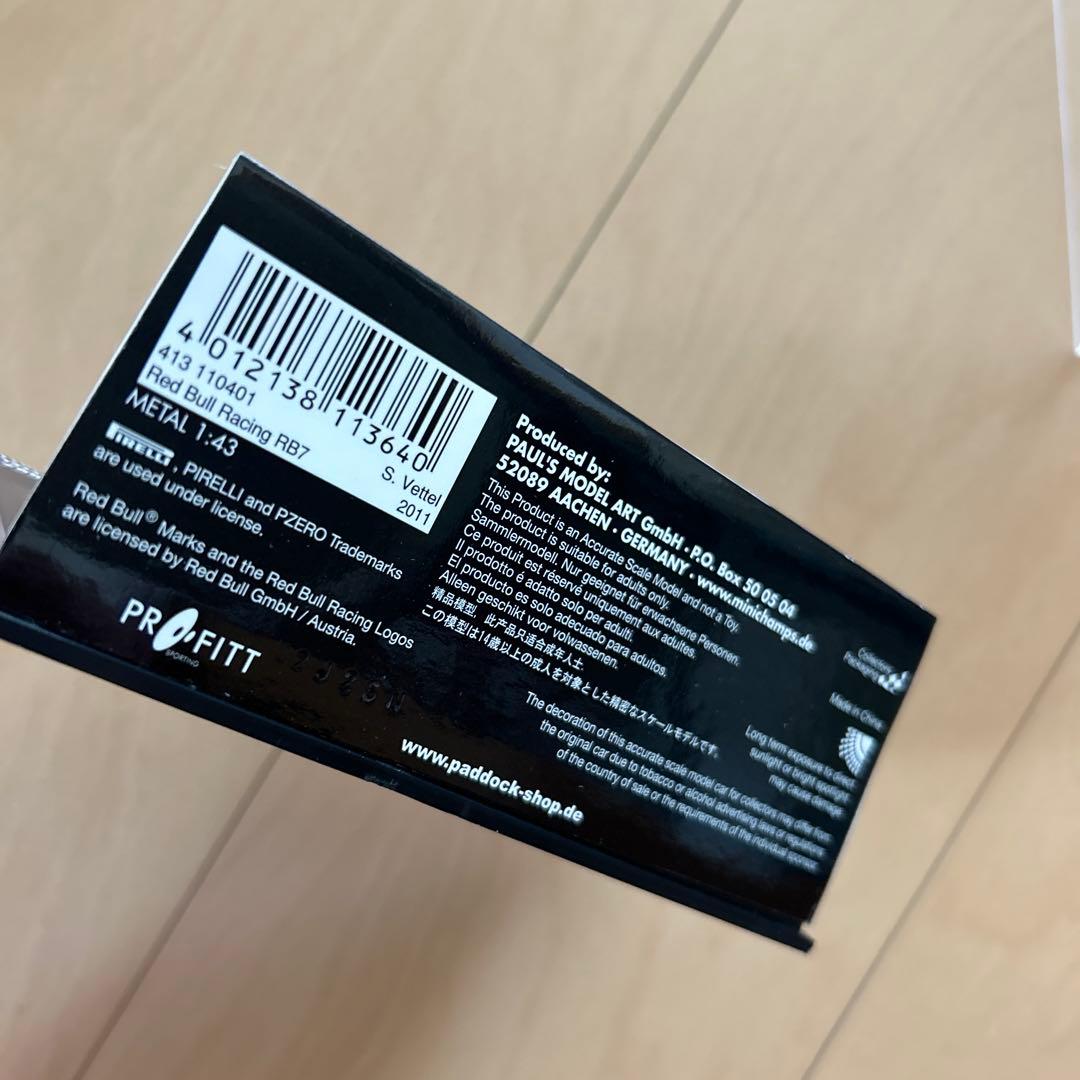 4 012138 113640
413 110401
Red Bull Racing RB7
S. Vettel
2011
METAL 1:43
PIRELLI, PIRELLI and PZERO Trademarks
are used under license.
Red Bull® Marks and the Red Bull Racing Logos
are licensed by Red Bull GmbH / Austria.
PROFITT
SPORTING
2J25N
Produced by:
PAUL'S MODEL ART GmbH · P.O. Box 50 05 04
52089 AACHEN · GERMANY · www.minichamps.de
This Product is an Accurate Scale Model and not a Toy.
The product is suitable for adults only.
Sammlermodell. Nur geeignet für erwachsene Personen.
Ce produit est réservé uniquement aux adultes.
Il prodotto è adatto solo per adulti.
El producto es solo adecuado para adultos.
Alleen geschikt voor volwassenen.
精品模型,此产品只适合成年人士
この模型は14歳以上の成人を対象とした精密なスケールモデルです。
Collectors
Packaging
Made in China
Long term exposure to direct
sunlight or bright spotlight
may cause damage.
The decoration of this accurate scale model car for collectors may differ from
the original car due to tobacco or alcohol advertising laws or regulations
of the country of sale or the requirements of the individual sponsor.
www.paddock-shop.de